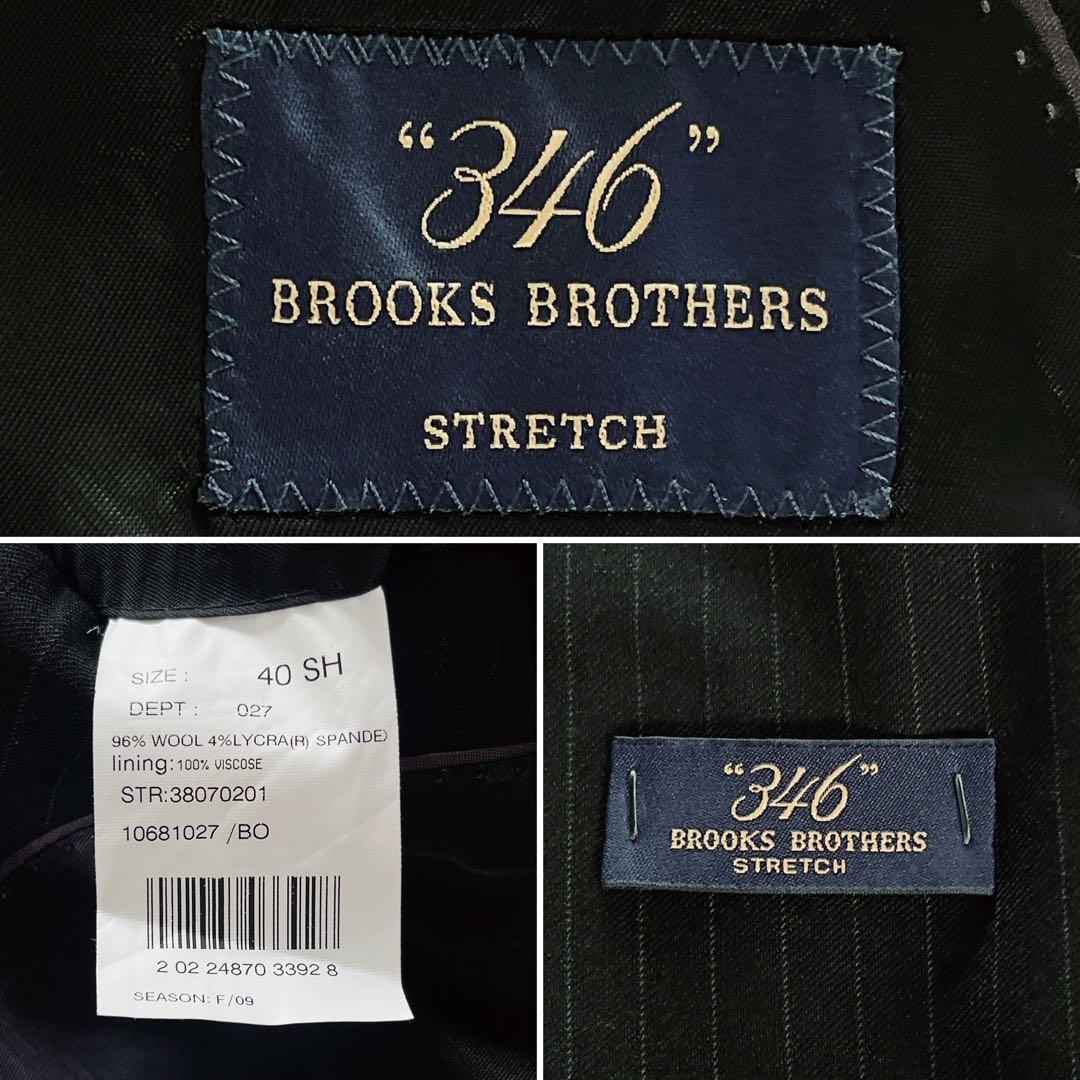 “346”
BROOKS BROTHERS
STRETCH
SIZE : 40 SH
DEPT : 027
96% WOOL 4%LYCRA(R) SPANDE
lining: 100% VISCOSE
STR:38070201
10681027 /BO
2 02 24870 3392 8
SEASON: F/09
“346”
BROOKS BROTHERS
STRETCH